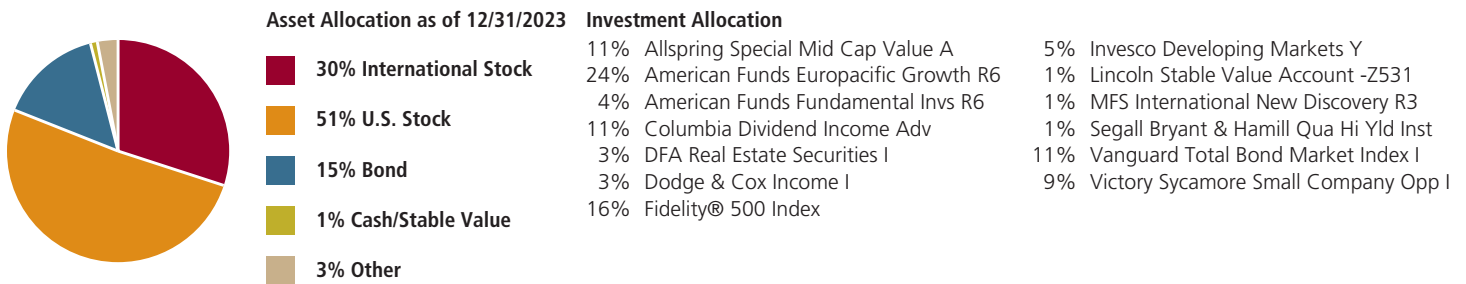 Asset Allocation as of 12/31/2023
30% International Stock
51% U.S. Stock
15% Bond
1% Cash/Stable Value
3% Other
Investment Allocation
11% Allspring Special Mid Cap Value A
24% American Funds Europacific Growth R6
4% American Funds Fundamental Invs R6
11% Columbia Dividend Income Adv
3% DFA Real Estate Securities I
3% Dodge & Cox Income I
16% Fidelity® 500 Index
5% Invesco Developing Markets Y
1% Lincoln Stable Value Account -Z531
1% MFS International New Discovery R3
1% Segall Bryant & Hamill Qua Hi Yld Inst
11% Vanguard Total Bond Market Index I
9% Victory Sycamore Small Company Opp I